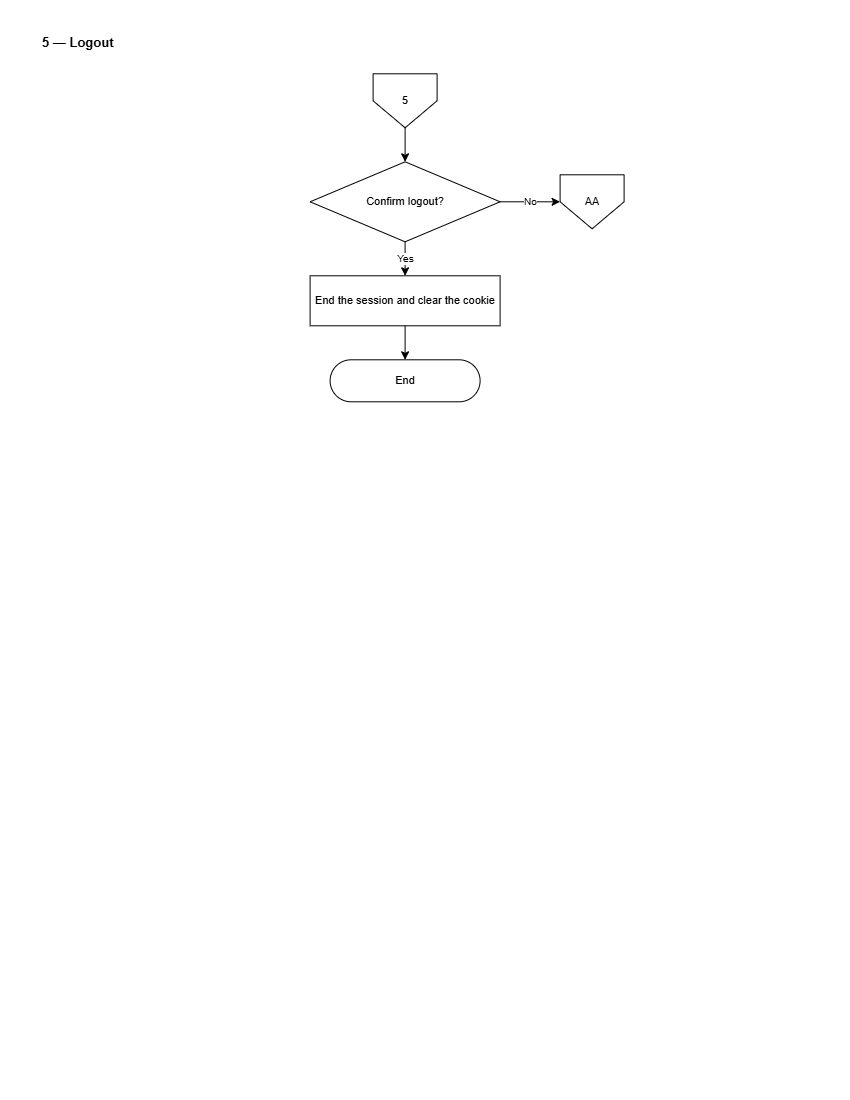 5 — Logout
5
Confirm logout?
No
AA
Yes
End the session and clear the cookie
End